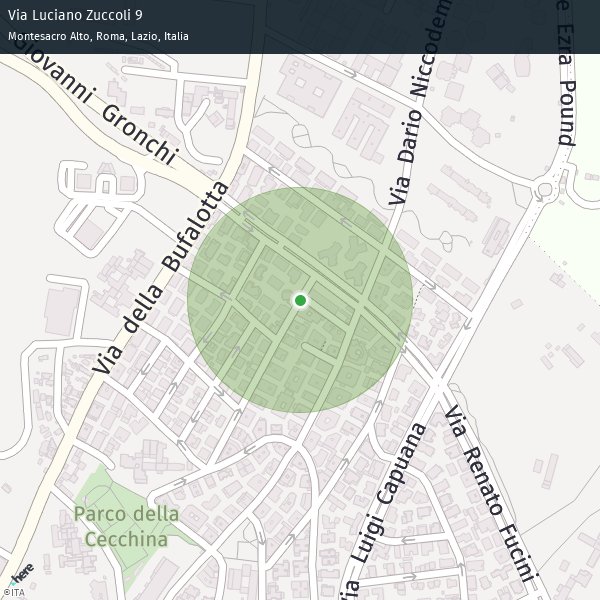 Via Luciano Zuccoli 9
Montesacro Alto, Roma, Lazio, Italia
Giovanni Gronchi
Via Dario Niccodem
e Ezra Pound
Via della Bufalotta
Via Renato Fucini
Via Luigi Capuana
Parco della
Cecchina
here
©ITA